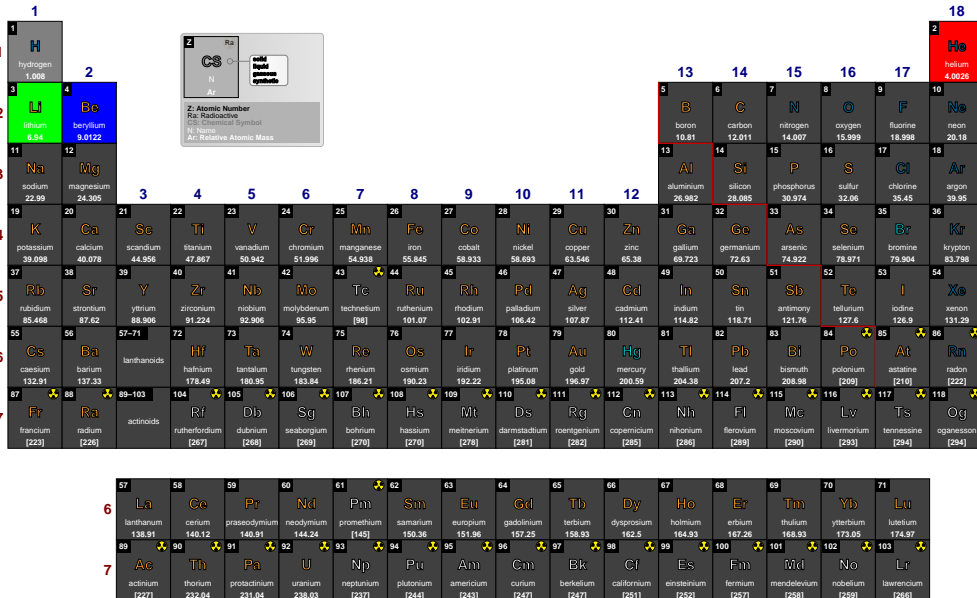 1 18
1 2
H He
hydrogen helium
1.008 4.0026
2 13 14 15 16 17
3 4 5 6 7 8 9 10
Li Be B C N O F Ne
lithium beryllium boron carbon nitrogen oxygen fluorine neon
6.94 9.0122 10.81 12.011 14.007 15.999 18.998 20.18
Z Ra
CS
N
Ar
solid
liquid
gaseous
synthetic
Z: Atomic Number
Ra: Radioactive
CS: Chemical Symbol
N: Name
Ar: Relative Atomic Mass
11 12 13 14 15 16 17 18
Na Mg Al Si P S Cl Ar
sodium magnesium aluminium silicon phosphorus sulfur chlorine argon
22.99 24.305 26.982 28.085 30.974 32.06 35.45 39.95
3 4 5 6 7 8 9 10 11 12
19 20 21 22 23 24 25 26 27 28 29 30 31 32 33 34 35 36
K Ca Sc Ti V Cr Mn Fe Co Ni Cu Zn Ga Ge As Se Br Kr
potassium calcium scandium titanium vanadium chromium manganese iron cobalt nickel copper zinc gallium germanium arsenic selenium bromine krypton
39.098 40.078 44.956 47.867 50.942 51.996 54.938 55.845 58.933 58.693 63.546 65.38 69.723 72.63 74.922 78.971 79.904 83.798
37 38 39 40 41 42 43 44 45 46 47 48 49 50 51 52 53 54
Rb Sr Y Zr Nb Mo Tc Ru Rh Pd Ag Cd In Sn Sb Te I Xe
rubidium strontium yttrium zirconium niobium molybdenum technetium ruthenium rhodium palladium silver cadmium indium tin antimony tellurium iodine xenon
85.468 87.62 88.906 91.224 92.906 95.95 [98] 101.07 102.91 106.42 107.87 112.41 114.82 118.71 121.76 127.6 126.9 131.29
55 56 57–71 72 73 74 75 76 77 78 79 80 81 82 83 84 85 86
Cs Ba Hf Ta W Re Os Ir Pt Au Hg Tl Pb Bi Po At Rn
caesium barium lanthanoids hafnium tantalum tungsten rhenium osmium iridium platinum gold mercury thallium lead bismuth polonium astatine radon
132.91 137.33 178.49 180.95 183.84 186.21 190.23 192.22 195.08 196.97 200.59 204.38 207.2 208.98 [209] [210] [222]
87 88 89–103 104 105 106 107 108 109 110 111 112 113 114 115 116 117 118
Fr Ra Rf Db Sg Bh Hs Mt Ds Rg Cn Nh Fl Mc Lv Ts Og
francium radium actinoids rutherfordium dubnium seaborgium bohrium hassium meitnerium darmstadtium roentgenium copernicium nihonium flerovium moscovium livermorium tennessine oganesson
[223] [226] [267] [268] [269] [270] [270] [278] [281] [282] [285] [286] [289] [290] [293] [294] [294]
57 58 59 60 61 62 63 64 65 66 67 68 69 70 71
6 La Ce Pr Nd Pm Sm Eu Gd Tb Dy Ho Er Tm Yb Lu
lanthanum cerium praseodymium neodymium promethium samarium europium gadolinium terbium dysprosium holmium erbium thulium ytterbium lutetium
138.91 140.12 140.91 144.24 [145] 150.36 151.96 157.25 158.93 162.5 164.93 167.26 168.93 173.05 174.97
89 90 91 92 93 94 95 96 97 98 99 100 101 102 103
7 Ac Th Pa U Np Pu Am Cm Bk Cf Es Fm Md No Lr
actinium thorium protactinium uranium neptunium plutonium americium curium berkelium californium einsteinium fermium mendelevium nobelium lawrencium
[227] 232.04 231.04 238.03 [237] [244] [243] [247] [247] [251] [252] [257] [258] [259] [266]